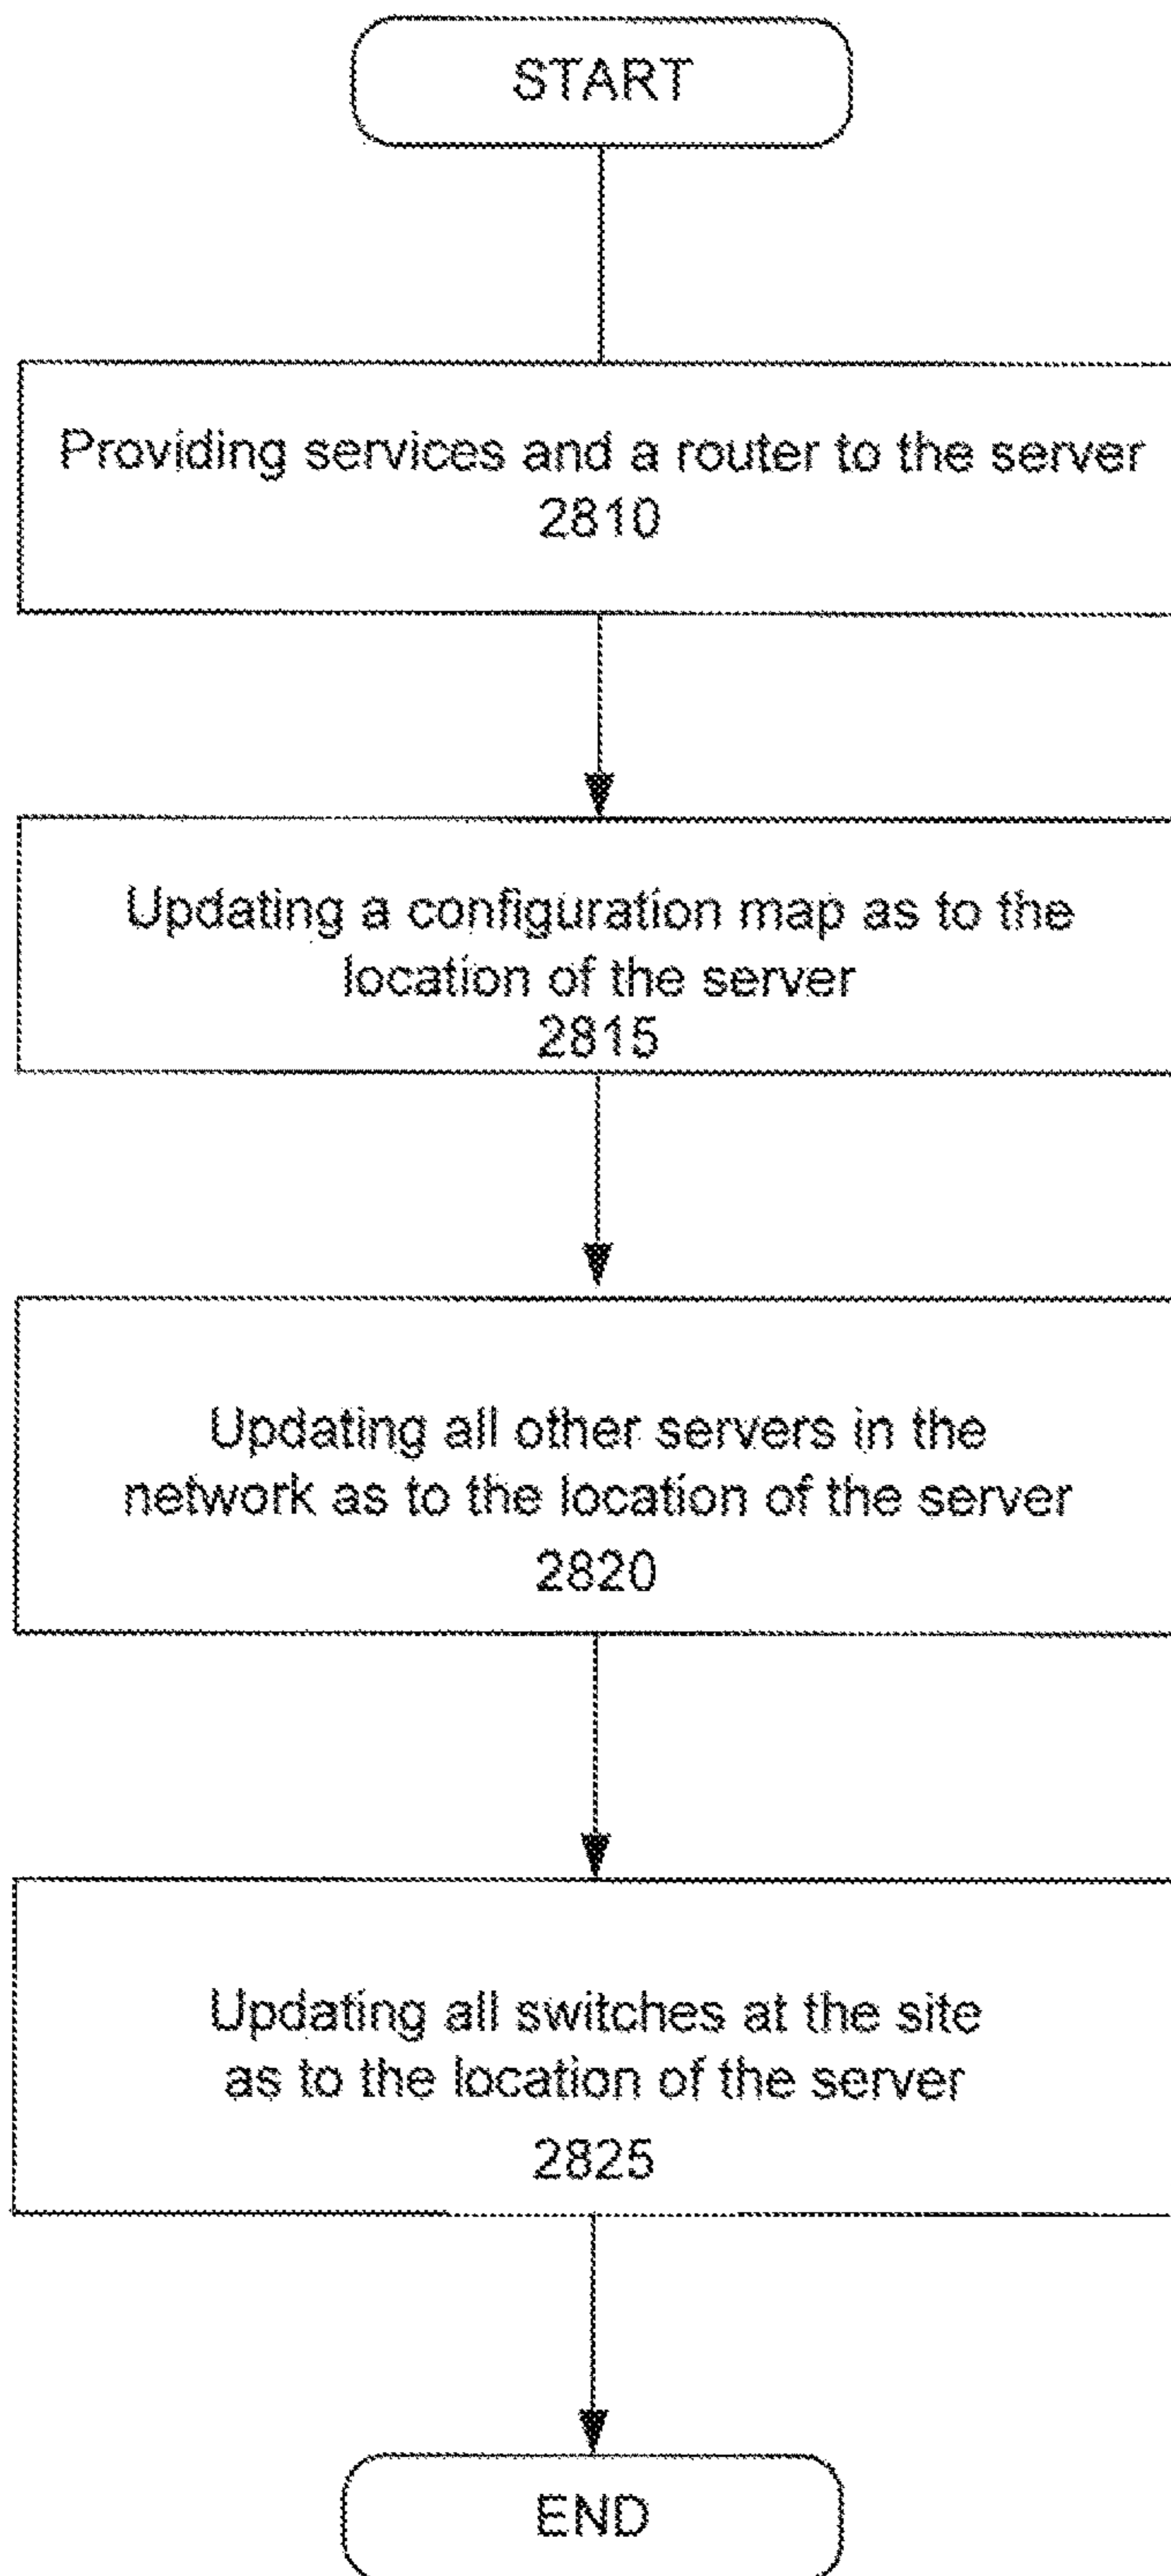 START
Providing services and a router to the server
2810
Updating a configuration map as to the
location of the server
2815
Updating all other servers in the
network as to the location of the server
2820
Updating all switches at the site
as to the location of the server
2825
END